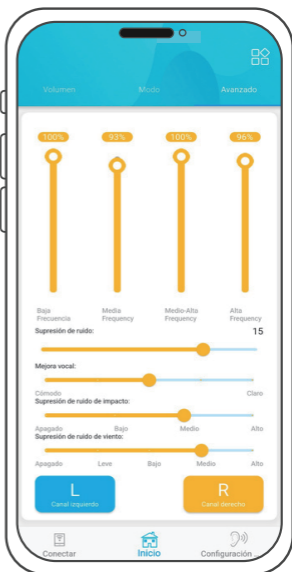 Volumen Modo Avanzado
100% 93% 100% 96%
Baja Media Medio-Alta Alta
Frecuencia Frequency Frequency Frequency
Supresión de ruido: 15
Mejora vocal:
Cómodo Claro
Supresión de ruido de impacto:
Apagado Bajo Medio Alto
Supresión de ruido de viento:
Apagado Leve Bajo Medio Alto
L R
Canal izquierdo Canal derecho
Conectar Inicio Configuración ...